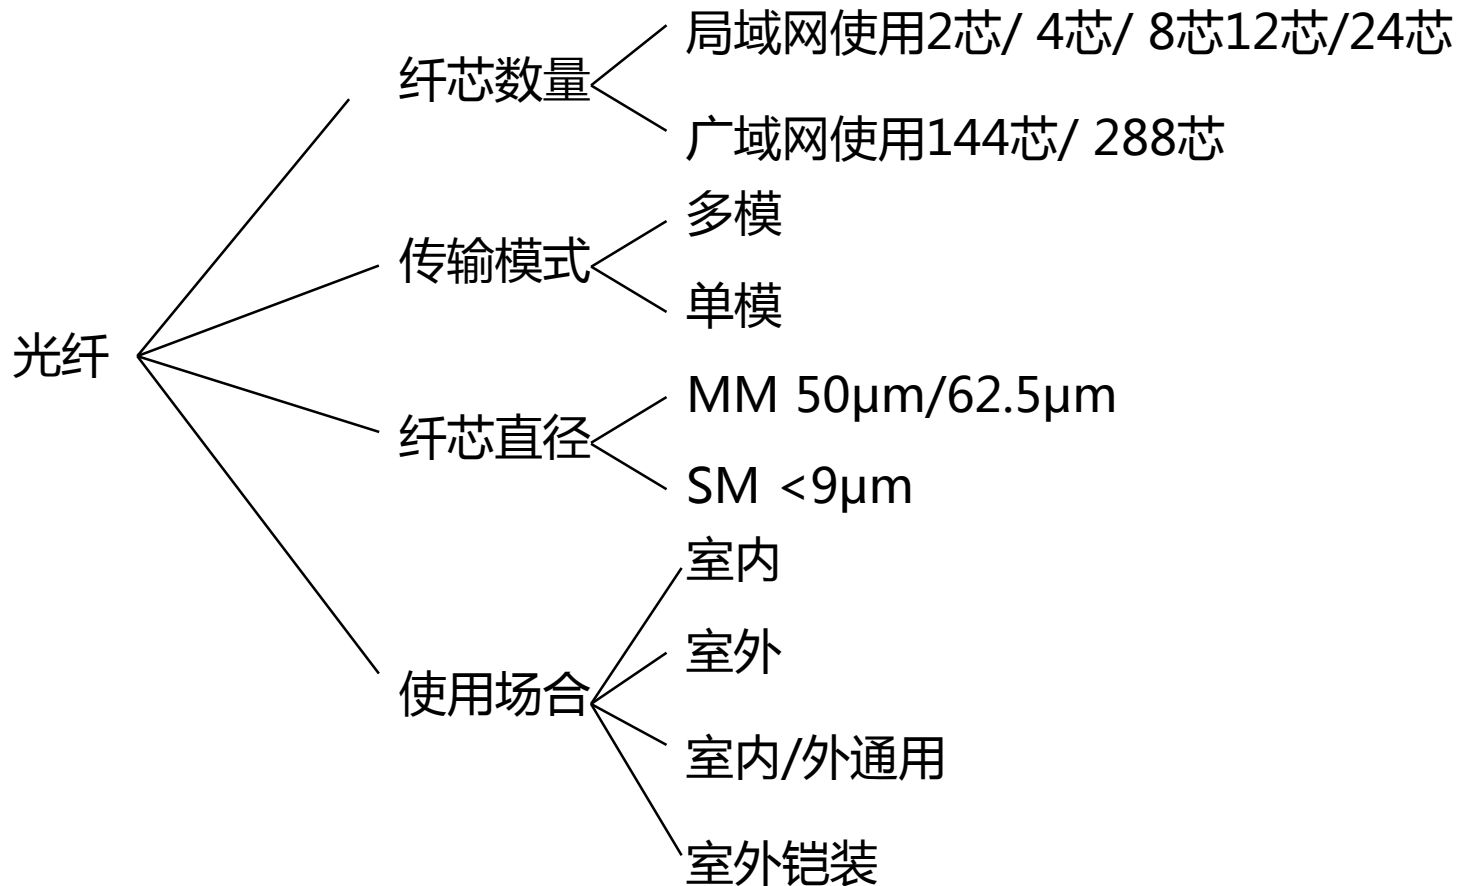 局域网使用2芯/ 4芯/ 8芯12芯/24芯
纤芯数量
广域网使用144芯/ 288芯
多模
传输模式
单模
光纤
MM 50μm/62.5μm
纤芯直径
SM <9μm
室内
室外
使用场合
室内/外通用
室外铠装